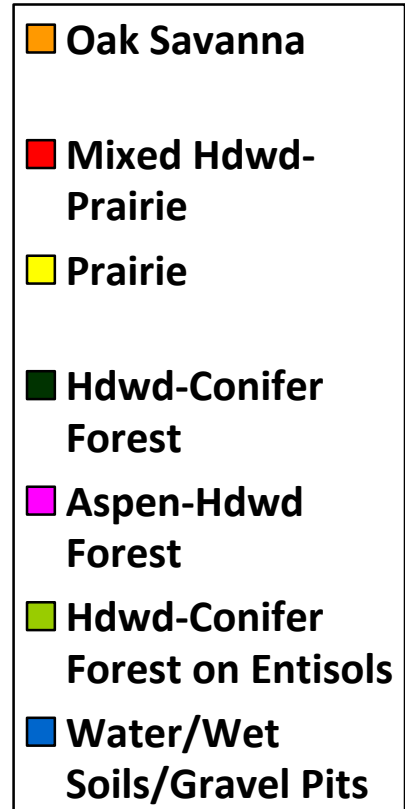 Oak Savanna
Mixed Hdwd-
Prairie
Prairie
Hdwd-Conifer
Forest
Aspen-Hdwd
Forest
Hdwd-Conifer
Forest on Entisols
Water/Wet
Soils/Gravel Pits